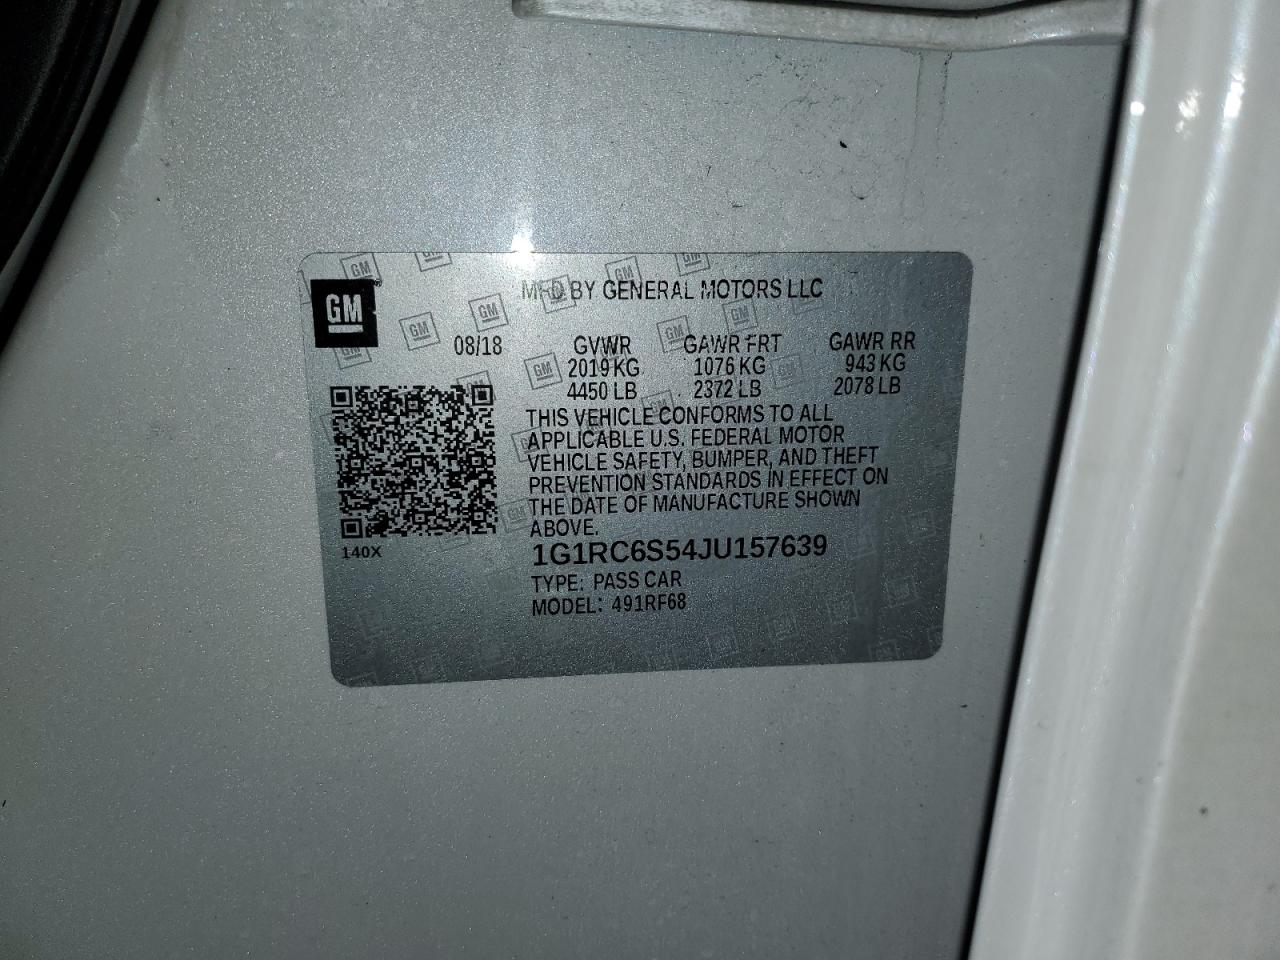 GM
MFD BY GENERAL MOTORS LLC
08/18 GVWR GAWR FRT GAWR RR
2019 KG 1076 KG 943 KG
4450 LB 2372 LB 2078 LB
THIS VEHICLE CONFORMS TO ALL
APPLICABLE U.S. FEDERAL MOTOR
VEHICLE SAFETY, BUMPER, AND THEFT
PREVENTION STANDARDS IN EFFECT ON
THE DATE OF MANUFACTURE SHOWN
ABOVE.
140X
1G1RC6S54JU157639
TYPE: PASS CAR
MODEL: 491RF68